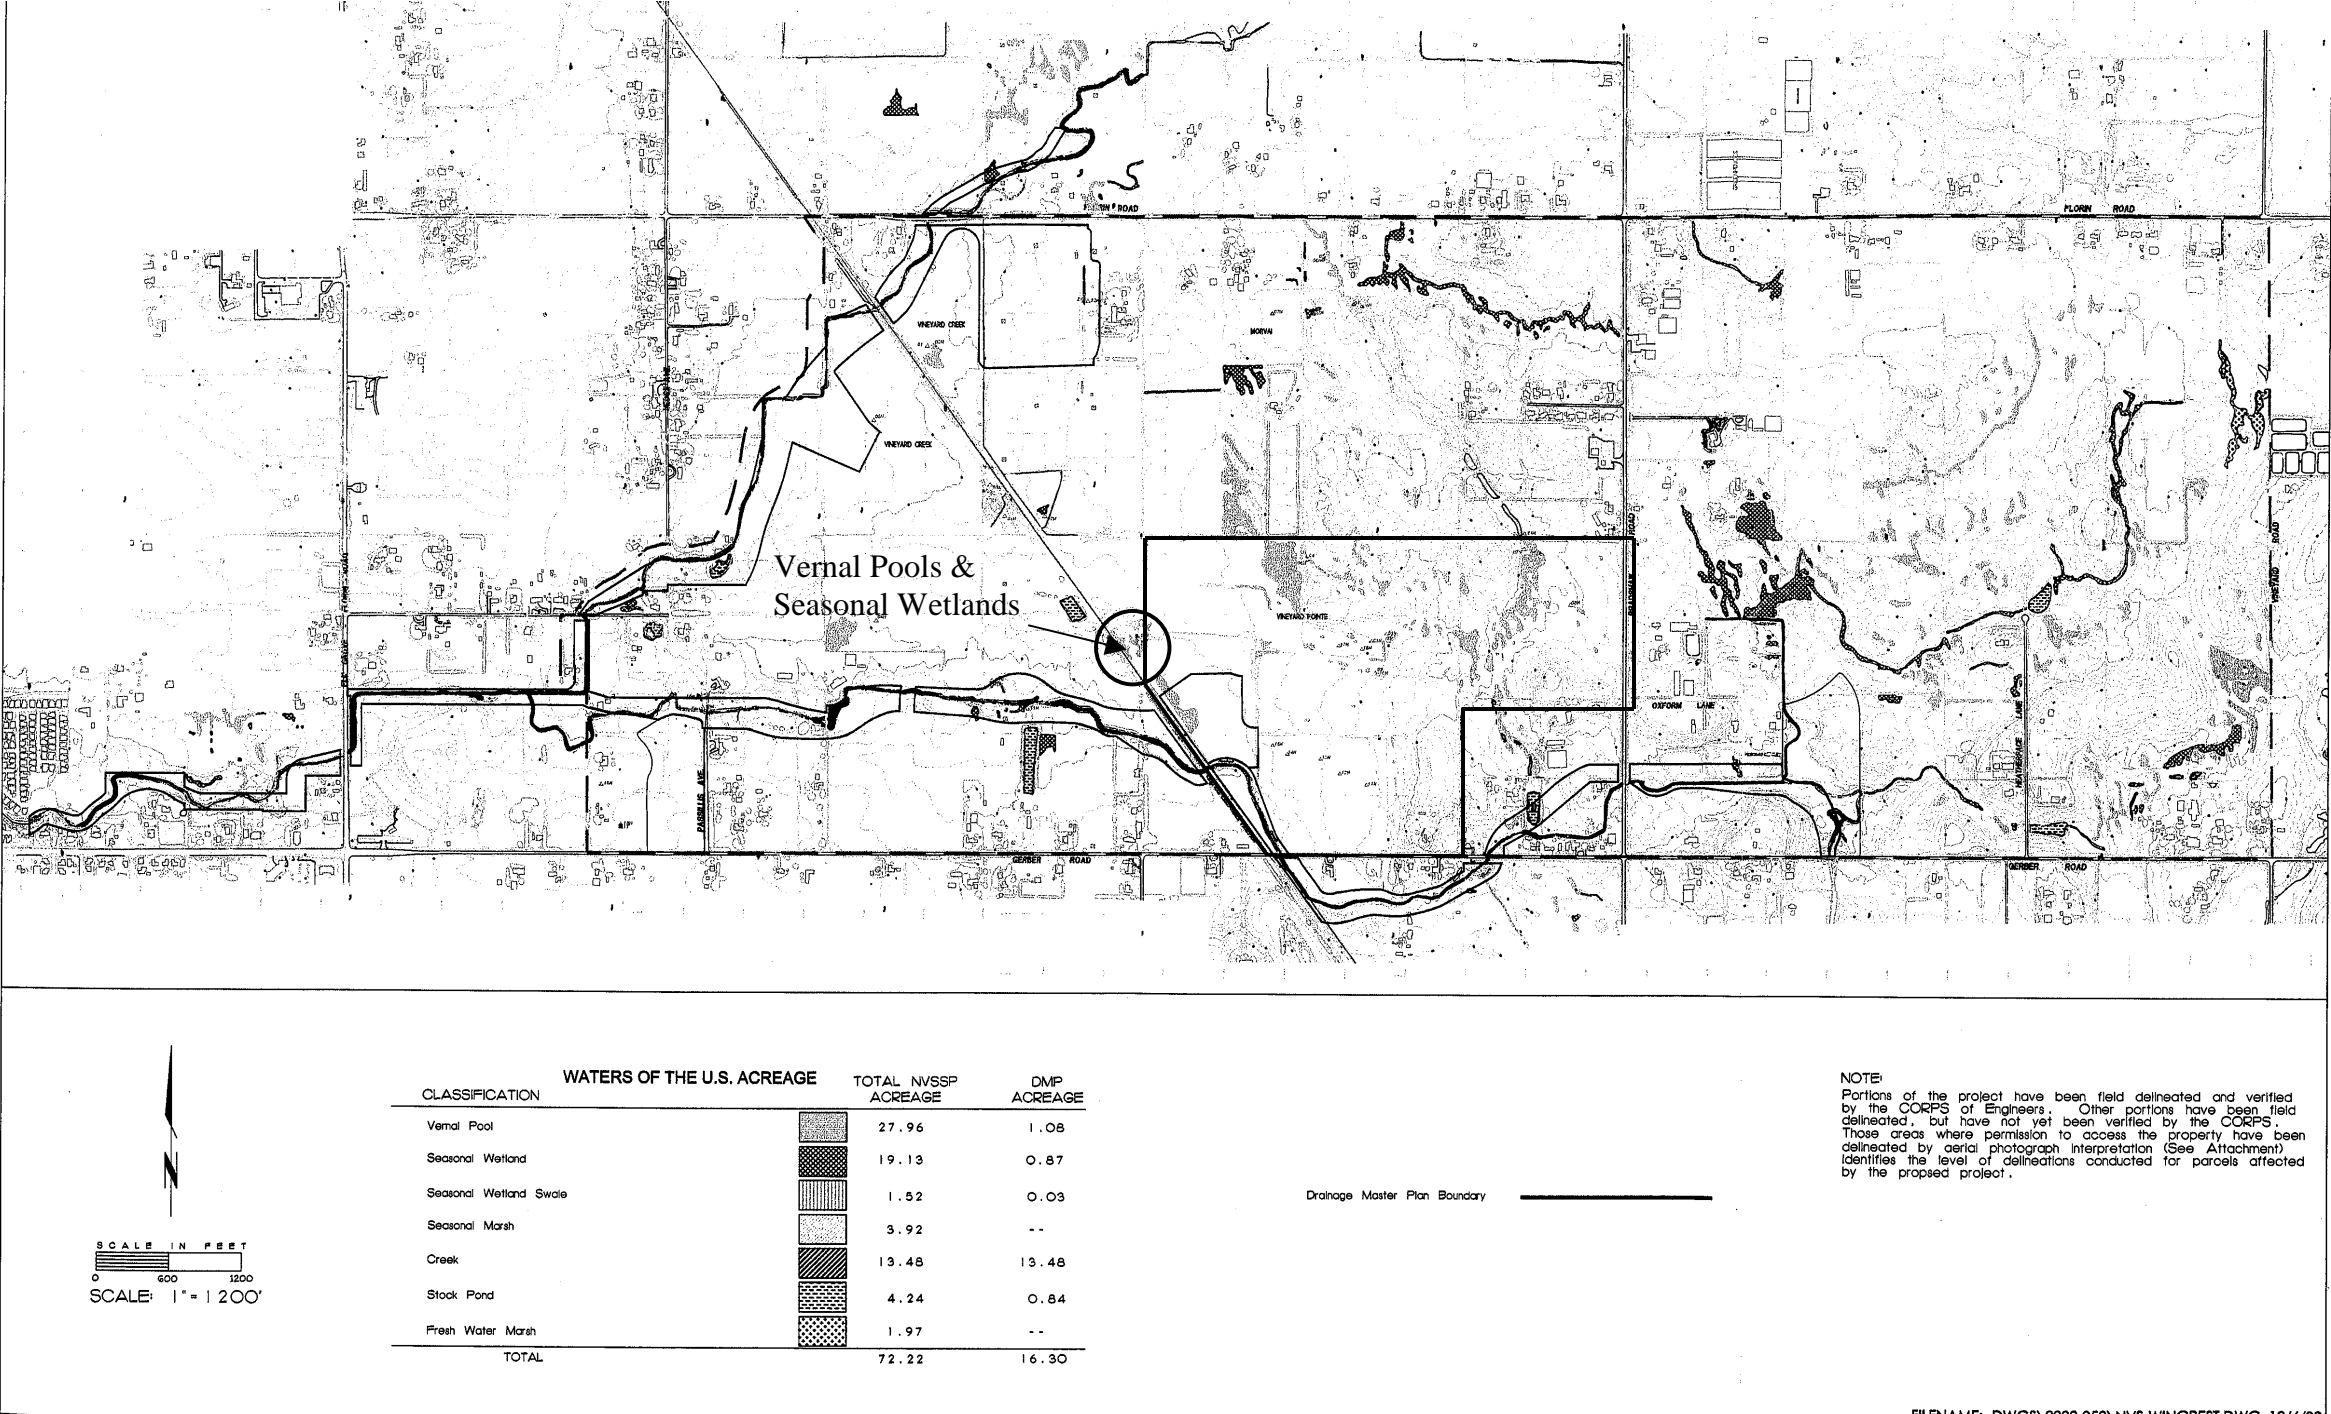 FLORIN ROAD
ROAD
VINEYARD CREEK
MORVAI
VINEYARD CREEK
ROAD
Vernal Pools &
Seasonal Wetlands
VINEYARD POINTE
OXFORM LANE
PASSALIS AVE
GERBER ROAD
GERBER ROAD
WATERS OF THE U.S. ACREAGE
CLASSIFICATION
TOTAL NVSSP ACREAGE
DMP ACREAGE
Vernal Pool 27.96 1.08
Seasonal Wetland 19.13 0.87
Seasonal Wetland Swale 1.52 0.03
Seasonal Marsh 3.92 --
Creek 13.48 13.48
Stock Pond 4.24 0.84
Fresh Water Marsh 1.97 --
TOTAL 72.22 16.30
N
SCALE IN FEET
0 600 1200
SCALE: 1"=1200'
Drainage Master Plan Boundary
NOTE:
Portions of the project have been field delineated and verified
by the CORPS of Engineers. Other portions have been field
delineated, but have not yet been verified by the CORPS.
Those areas where permission to access the property have been
delineated by aerial photograph interpretation (See Attachment)
identifies the level of delineations conducted for parcels affected
by the propsed project.